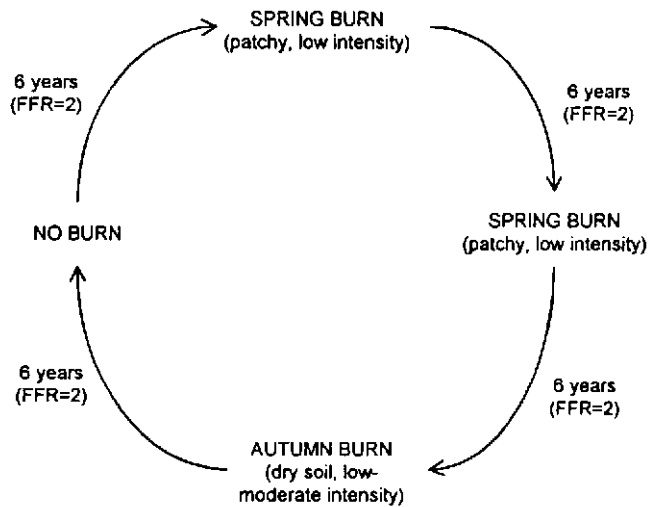 SPRING BURN
(patchy, low intensity)
6 years
(FFR=2)
6 years
(FFR=2)
NO BURN
SPRING BURN
(patchy, low intensity)
6 years
(FFR=2)
6 years
(FFR=2)
AUTUMN BURN
(dry soil, low-
moderate intensity)